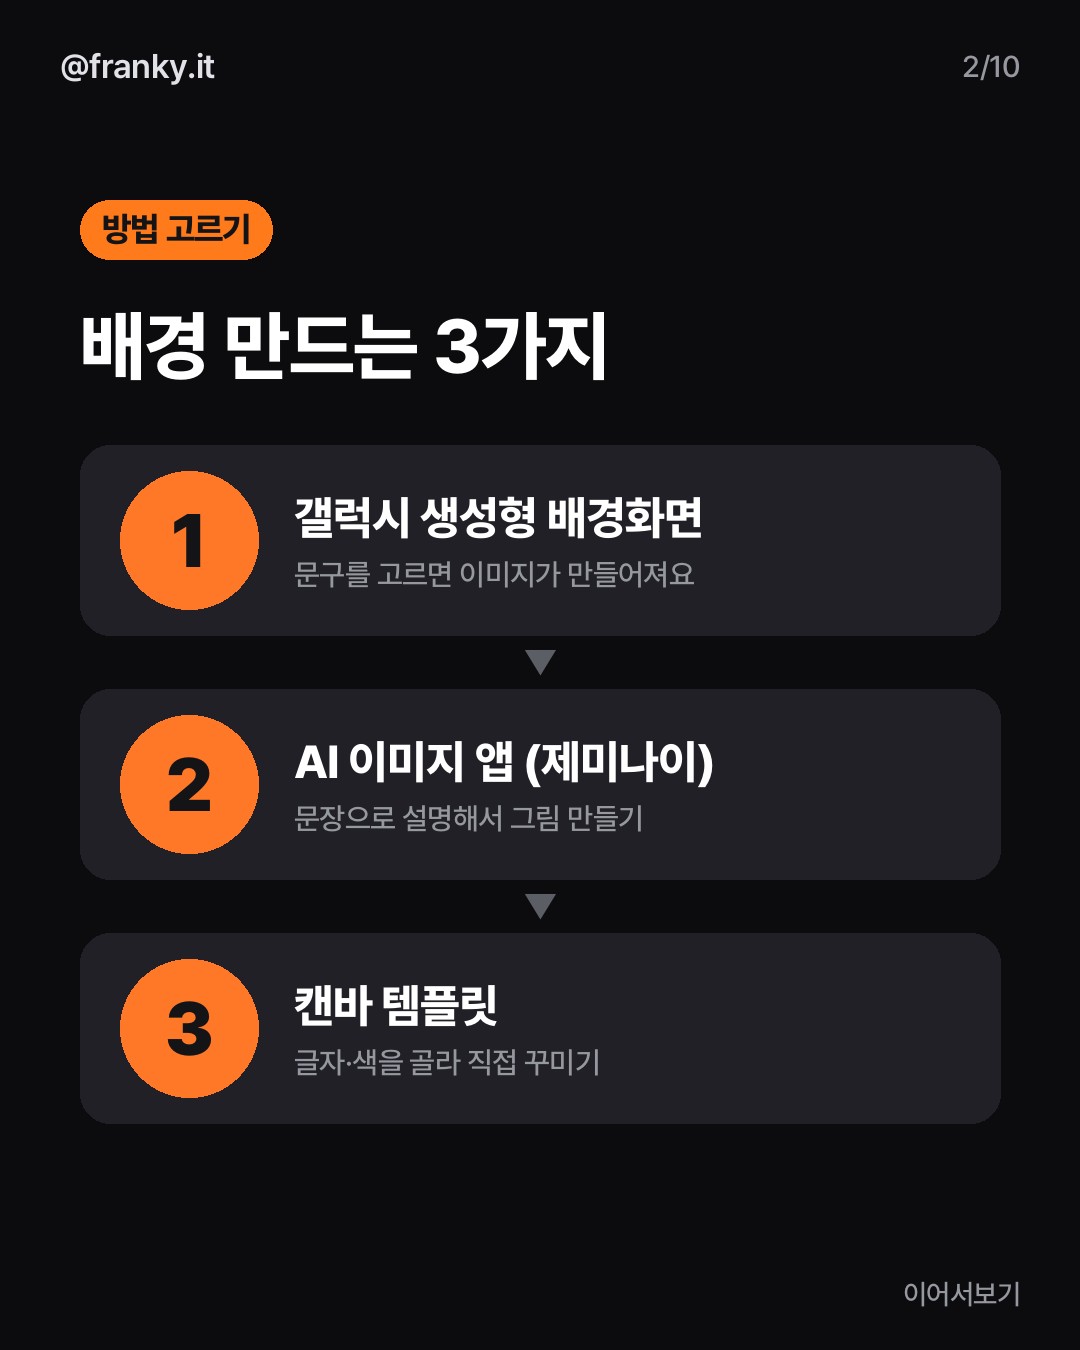 @franky.it
2/10
방법 고르기
배경 만드는 3가지
1
갤럭시 생성형 배경화면
문구를 고르면 이미지가 만들어져요
2
AI 이미지 앱 (제미나이)
문장으로 설명해서 그림 만들기
3
캔바 템플릿
글자·색을 골라 직접 꾸미기
이어서보기